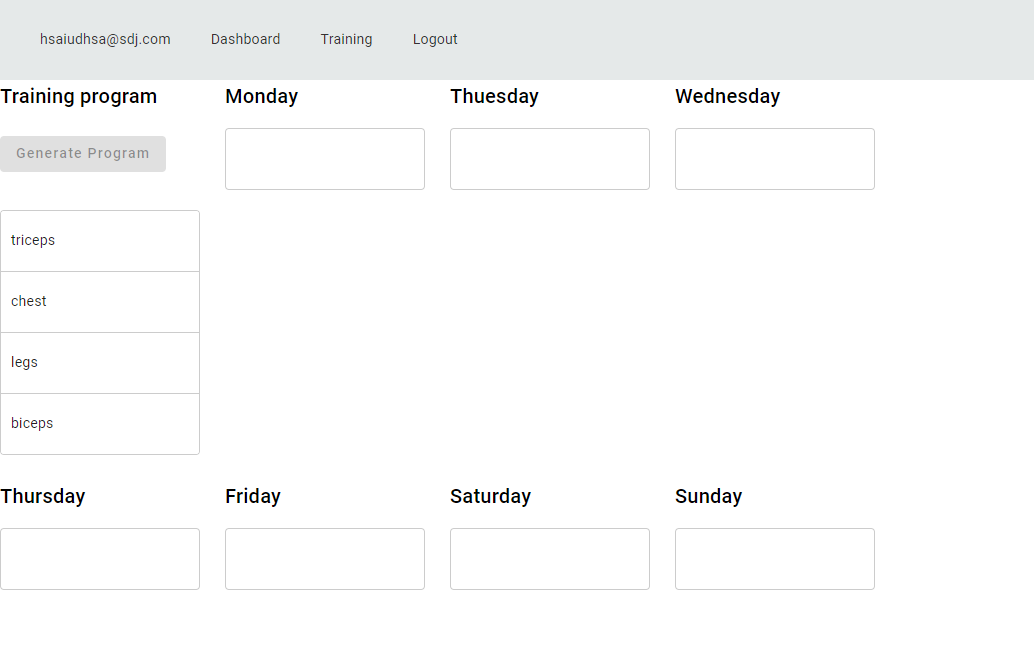 hsaiudhsa@sdj.com Dashboard Training Logout
Training program Monday Thuesday Wednesday
Generate Program
triceps
chest
legs
biceps
Thursday Friday Saturday Sunday